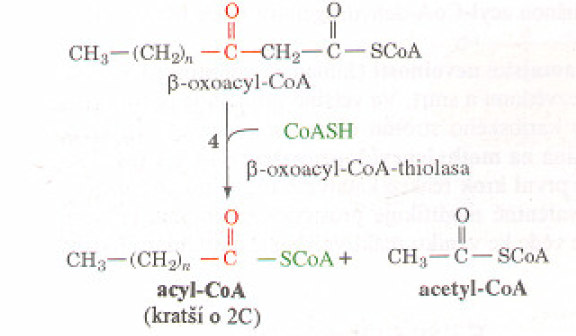 O O
CH₃—(CH₂)ₙ—C—CH₂—C—SCoA
β-oxoacyl-CoA
4 CoASH
β-oxoacyl-CoA-thiolasa
O O
CH₃—(CH₂)ₙ—C—SCoA + CH₃—C—SCoA
acyl-CoA acetyl-CoA
(kratší o 2C)